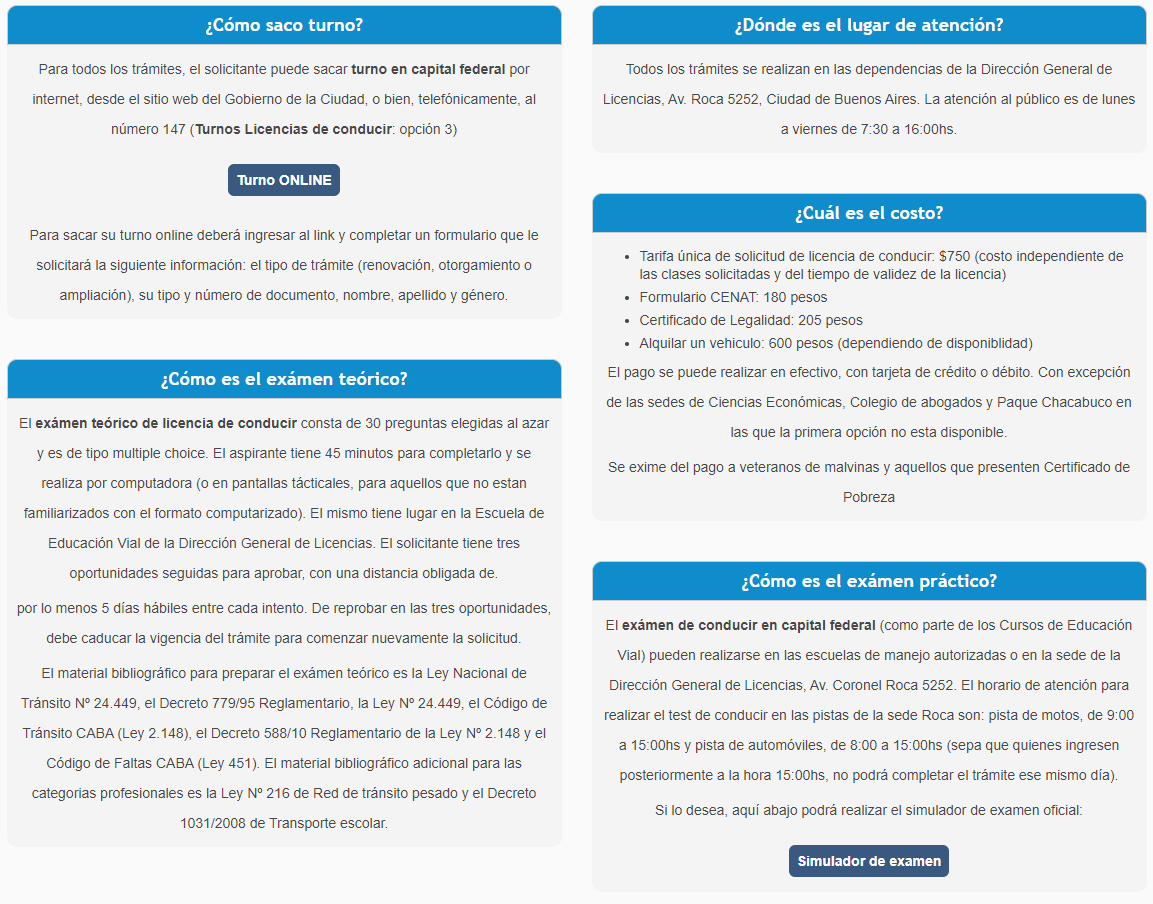 ¿Cómo saco turno?
Para todos los trámites, el solicitante puede sacar turno en capital federal por
internet, desde el sitio web del Gobierno de la Ciudad, o bien, telefónicamente, al
número 147 (Turnos Licencias de conducir: opción 3)
Turno ONLINE
Para sacar su turno online deberá ingresar al link y completar un formulario que le
solicitará la siguiente información: el tipo de trámite (renovación, otorgamiento o
ampliación), su tipo y número de documento, nombre, apellido y género.
¿Cómo es el exámen teórico?
El exámen teórico de licencia de conducir consta de 30 preguntas elegidas al azar
y es de tipo multiple choice. El aspirante tiene 45 minutos para completarlo y se
realiza por computadora (o en pantallas tácticales, para aquellos que no estan
familiarizados con el formato computarizado). El mismo tiene lugar en la Escuela de
Educación Vial de la Dirección General de Licencias. El solicitante tiene tres
oportunidades seguidas para aprobar, con una distancia obligada de.
por lo menos 5 días hábiles entre cada intento. De reprobar en las tres oportunidades,
debe caducar la vigencia del trámite para comenzar nuevamente la solicitud.
El material bibliográfico para preparar el exámen teórico es la Ley Nacional de
Tránsito Nº 24.449, el Decreto 779/95 Reglamentario, la Ley Nº 24.449, el Código de
Tránsito CABA (Ley 2.148), el Decreto 588/10 Reglamentario de la Ley Nº 2.148 y el
Código de Faltas CABA (Ley 451). El material bibliográfico adicional para las
categorias profesionales es la Ley Nº 216 de Red de tránsito pesado y el Decreto
1031/2008 de Transporte escolar.
¿Dónde es el lugar de atención?
Todos los trámites se realizan en las dependencias de la Dirección General de
Licencias, Av. Roca 5252, Ciudad de Buenos Aires. La atención al público es de lunes
a viernes de 7:30 a 16:00hs.
¿Cuál es el costo?
• Tarifa única de solicitud de licencia de conducir: $750 (costo independiente de
las clases solicitadas y del tiempo de validez de la licencia)
• Formulario CENAT: 180 pesos
• Certificado de Legalidad: 205 pesos
• Alquilar un vehiculo: 600 pesos (dependiendo de disponiblidad)
El pago se puede realizar en efectivo, con tarjeta de crédito o débito. Con excepción
de las sedes de Ciencias Económicas, Colegio de abogados y Paque Chacabuco en
las que la primera opción no esta disponible.
Se exime del pago a veteranos de malvinas y aquellos que presenten Certificado de
Pobreza
¿Cómo es el exámen práctico?
El exámen de conducir en capital federal (como parte de los Cursos de Educación
Vial) pueden realizarse en las escuelas de manejo autorizadas o en la sede de la
Dirección General de Licencias, Av. Coronel Roca 5252. El horario de atención para
realizar el test de conducir en las pistas de la sede Roca son: pista de motos, de 9:00
a 15:00hs y pista de automóviles, de 8:00 a 15:00hs (sepa que quienes ingresen
posteriormente a la hora 15:00hs, no podrá completar el trámite ese mismo día).
Si lo desea, aquí abajo podrá realizar el simulador de examen oficial:
Simulador de examen